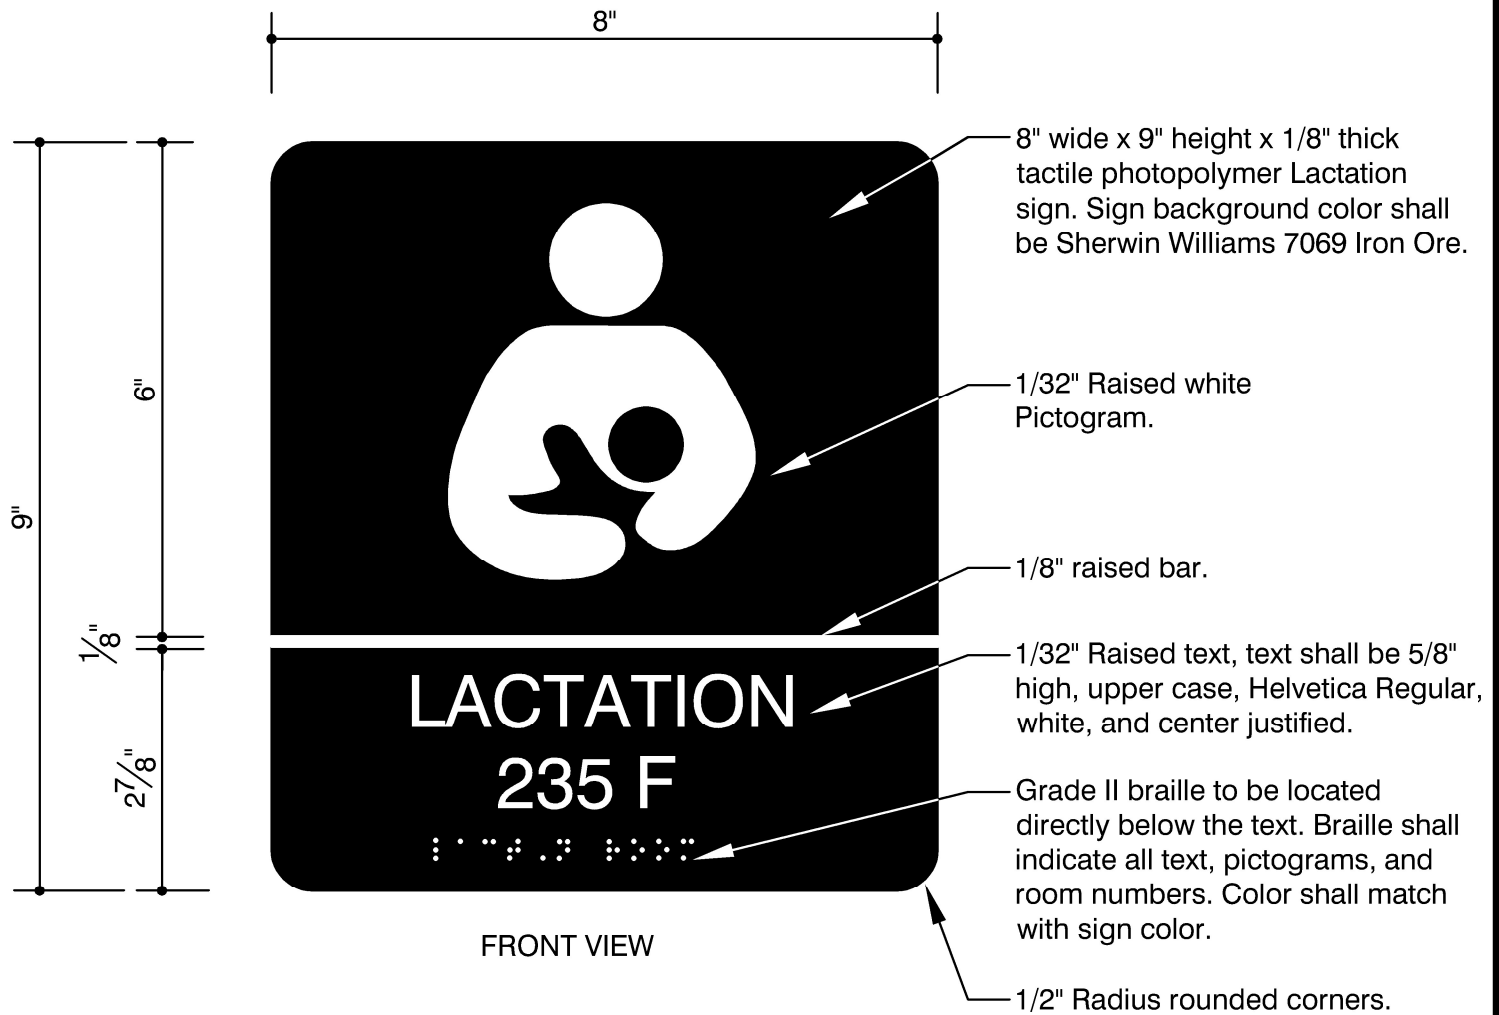 8"
9"
6"
1/8"
2 7/8"
LACTATION
235 F
FRONT VIEW
8" wide x 9" height x 1/8" thick
tactile photopolymer Lactation
sign. Sign background color shall
be Sherwin Williams 7069 Iron Ore.
1/32" Raised white
Pictogram.
1/8" raised bar.
1/32" Raised text, text shall be 5/8"
high, upper case, Helvetica Regular,
white, and center justified.
Grade II braille to be located
directly below the text. Braille shall
indicate all text, pictograms, and
room numbers. Color shall match
with sign color.
1/2" Radius rounded corners.